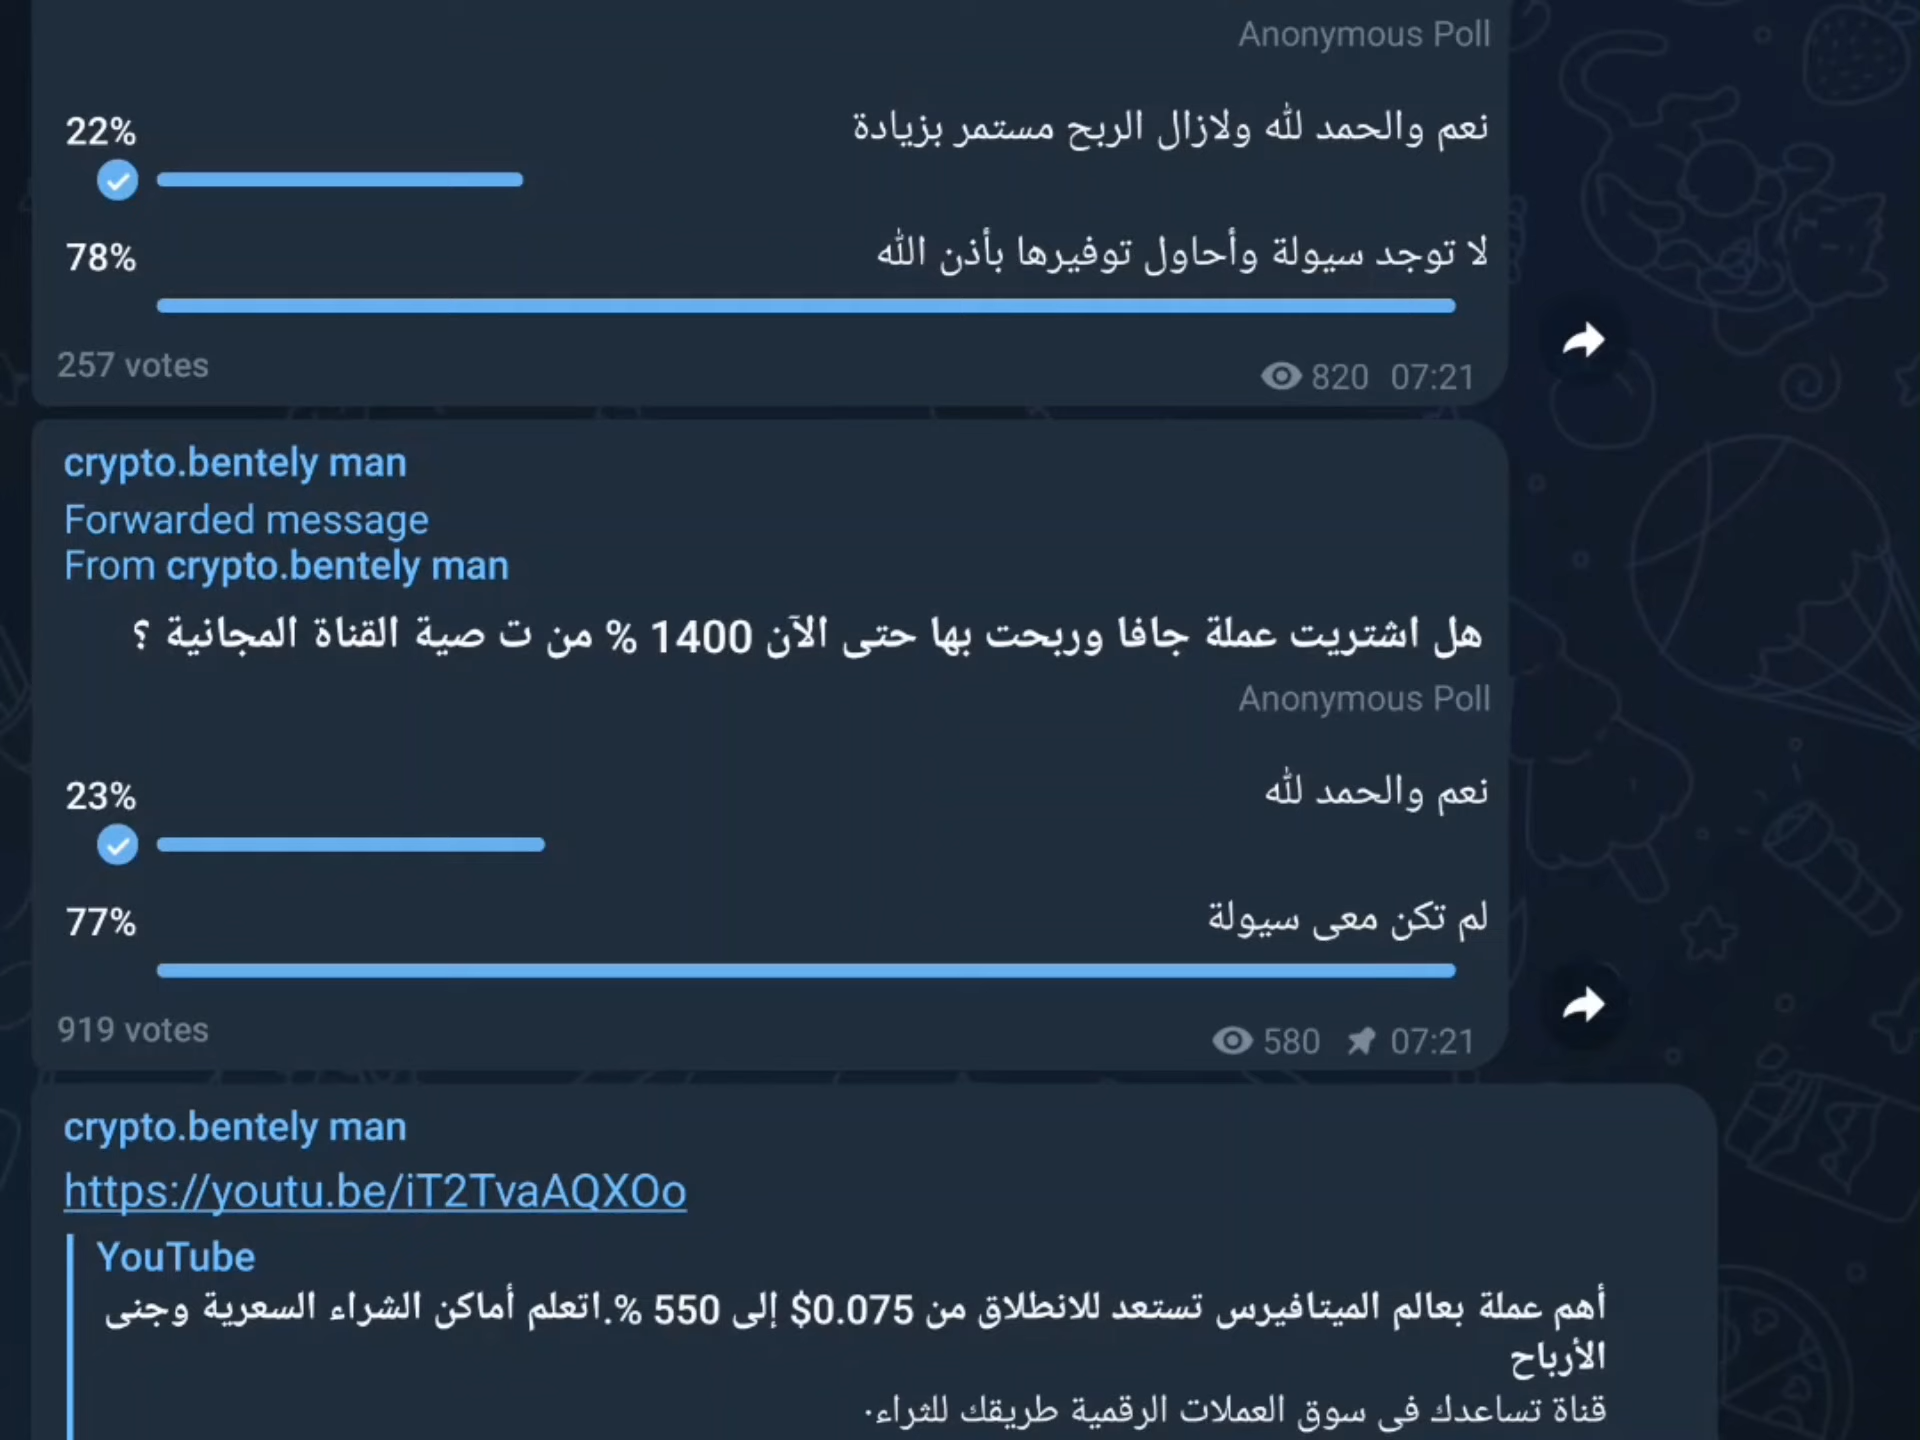 Anonymous Poll
22%
نعم والحمد لله ولازال الربح مستمر بزيادة
78%
لا توجد سيولة وأحاول توفيرها بأذن الله
257 votes
820 07:21
crypto.bentely man
Forwarded message
From crypto.bentely man
هل اشتريت عملة جافا وربحت بها حتى الآن 1400 % من ت صية القناة المجانية ؟
Anonymous Poll
23%
نعم والحمد لله
77%
لم تكن معى سيولة
919 votes
580 07:21
crypto.bentely man
https://youtu.be/iT2TvaAQXOo
YouTube
أهم عملة بعالم الميتافيرس تستعد للانطلاق من 0.075$ إلى 550 %.اتعلم أماكن الشراء السعرية وجنى
الأرباح
قناة تساعدك فى سوق العملات الرقمية طريقك للثراء.